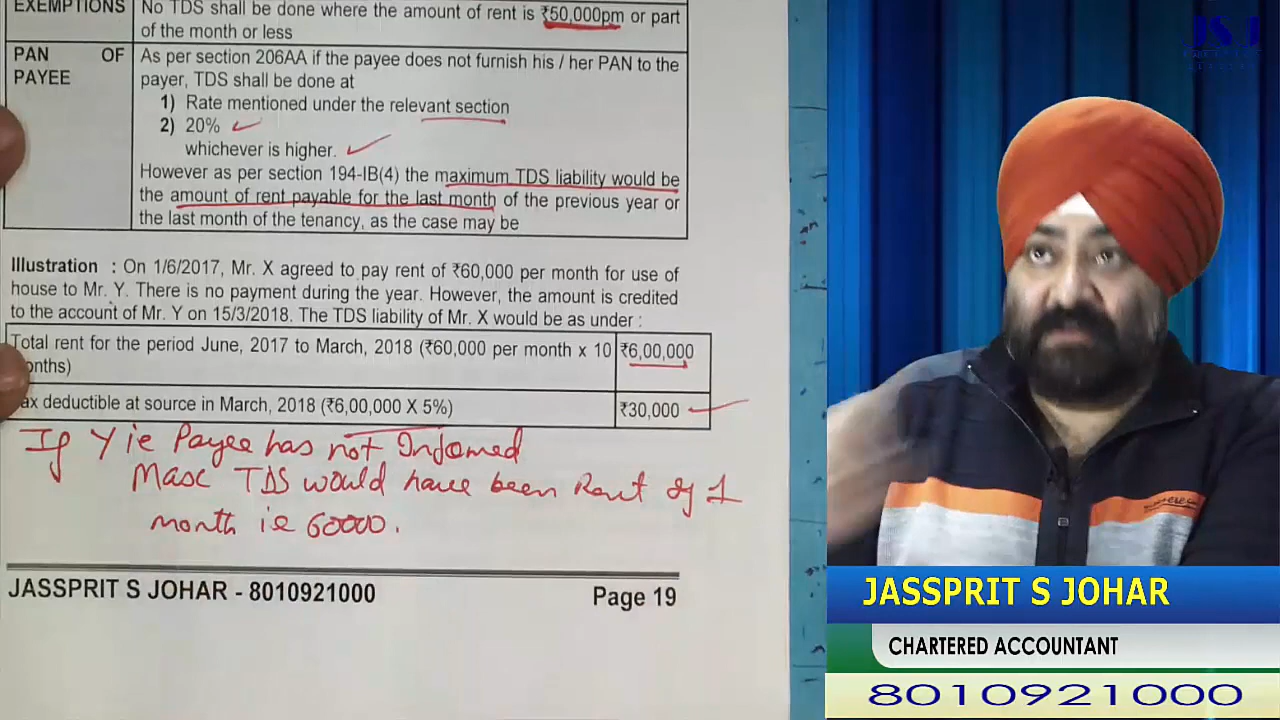 EXEMPTIONS No TDS shall be done where the amount of rent is ₹50,000pm or part
of the month or less
PAN OF PAYEE
As per section 206AA if the payee does not furnish his / her PAN to the
payer, TDS shall be done at
1) Rate mentioned under the relevant section
2) 20%
whichever is higher.
However as per section 194-IB(4) the maximum TDS liability would be
the amount of rent payable for the last month of the previous year or
the last month of the tenancy, as the case may be
Illustration : On 1/6/2017, Mr. X agreed to pay rent of ₹60,000 per month for use of
house to Mr. Y. There is no payment during the year. However, the amount is credited
to the account of Mr. Y on 15/3/2018. The TDS liability of Mr. X would be as under :
Total rent for the period June, 2017 to March, 2018 (₹60,000 per month x 10 ₹6,00,000
onths)
ax deductible at source in March, 2018 (₹6,00,000 X 5%) ₹30,000
If Y ie Payee has not Informed
Max TDS would have been Rent of 1
month ie 60000.
JASSPRIT S JOHAR - 8010921000 Page 19
JSJ
JASSPRIT S JOHAR
CHARTERED ACCOUNTANT
8010921000